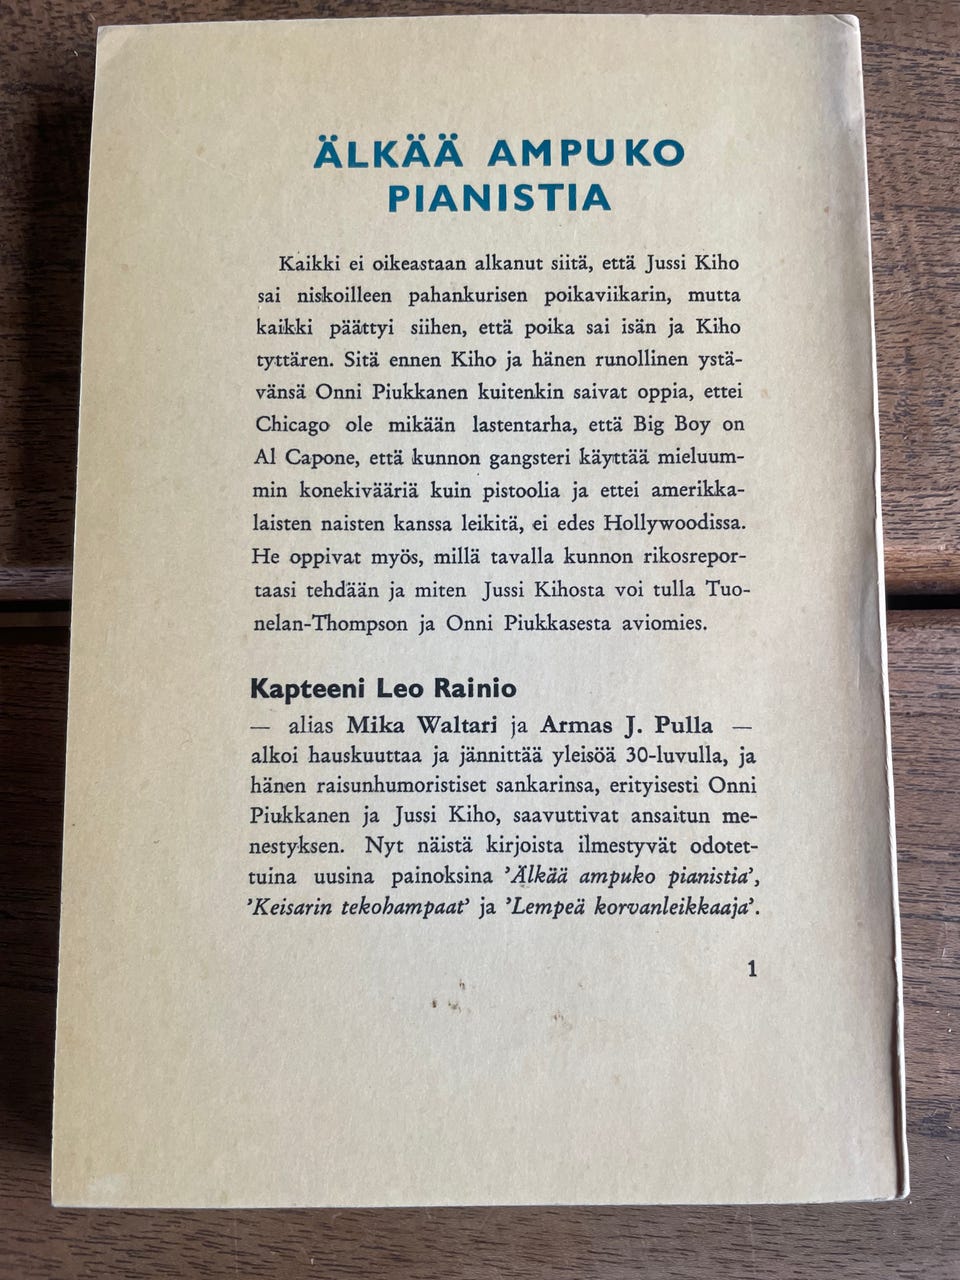 ÄLKÄÄ AMPUKO
PIANISTIA
Kaikki ei oikeastaan alkanut siitä, että Jussi Kiho
sai niskoilleen pahankurisen poikaviikarin, mutta
kaikki päättyi siihen, että poika sai isän ja Kiho
tyttären. Sitä ennen Kiho ja hänen runollinen ystä-
vänsä Onni Piukkanen kuitenkin saivat oppia, ettei
Chicago ole mikään lastentarha, että Big Boy on
Al Capone, että kunnon gangsteri käyttää mieluum-
min konekivääriä kuin pistoolia ja ettei amerikka-
laisten naisten kanssa leikitä, ei edes Hollywoodissa.
He oppivat myös, millä tavalla kunnon rikosrepor-
taasi tehdään ja miten Jussi Kihosta voi tulla Tuo-
nelan-Thompson ja Onni Piukkasesta aviomies.
Kapteeni Leo Rainio
— alias Mika Waltari ja Armas J. Pulla —
alkoi hauskuuttaa ja jännittää yleisöä 30-luvulla, ja
hänen raisunhumoristiset sankarinsa, erityisesti Onni
Piukkanen ja Jussi Kiho, saavuttivat ansaitun me-
nestyksen. Nyt näistä kirjoista ilmestyvät odotet-
tuina uusina painoksina ’Älkää ampuko pianistia’,
’Keisarin tekohampaat’ ja ’Lempeä korvanleikkaaja’.
1